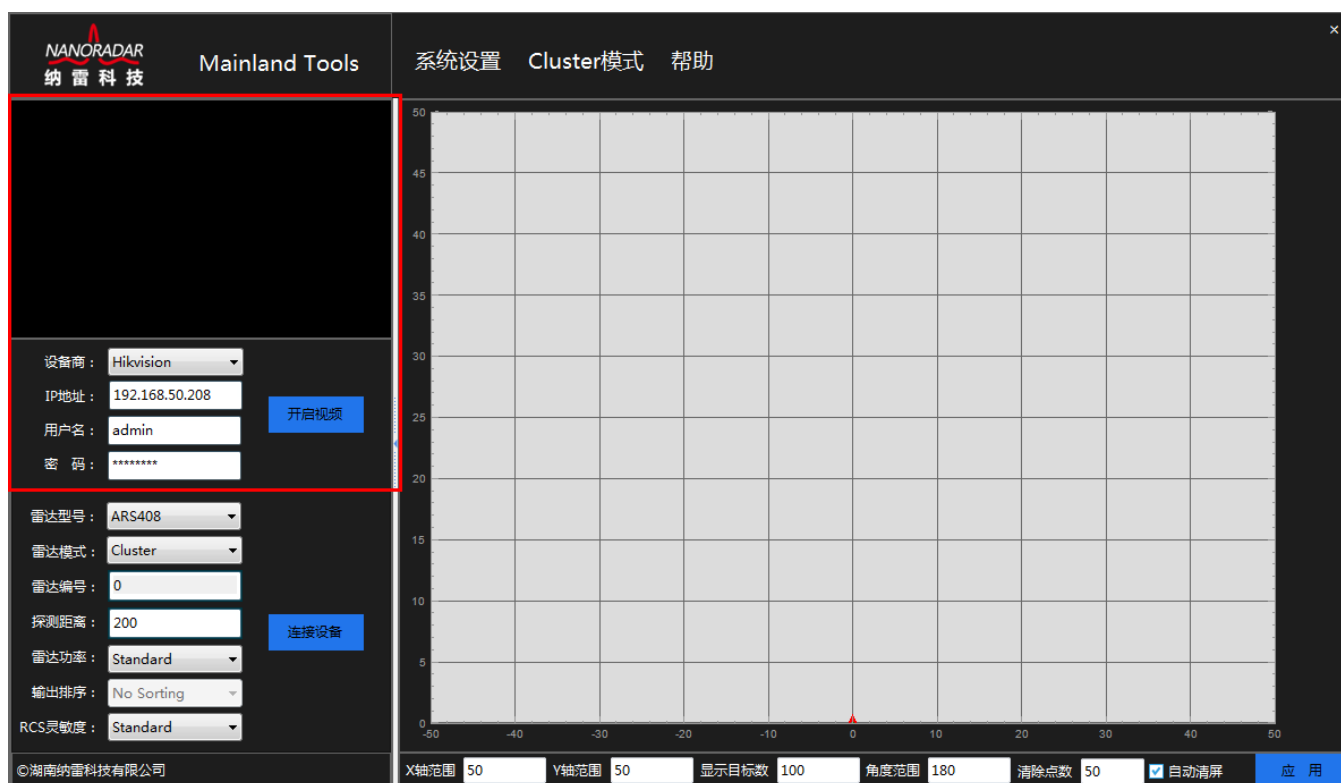 NANORADAR
纳雷科技
Mainland Tools
系统设置 Cluster模式 帮助
×
设备商： Hikvision
IP地址： 192.168.50.208
用户名： admin
密 码： ********
开启视频
雷达型号： ARS408
雷达模式： Cluster
雷达编号： 0
探测距离： 200
雷达功率： Standard
输出排序： No Sorting
RCS灵敏度： Standard
连接设备
©湖南纳雷科技有限公司
50
45
40
35
30
25
20
15
10
5
0
-50 -40 -30 -20 -10 0 10 20 30 40 50
X轴范围 50 Y轴范围 50 显示目标数 100 角度范围 180 清除点数 50 自动清屏 应 用